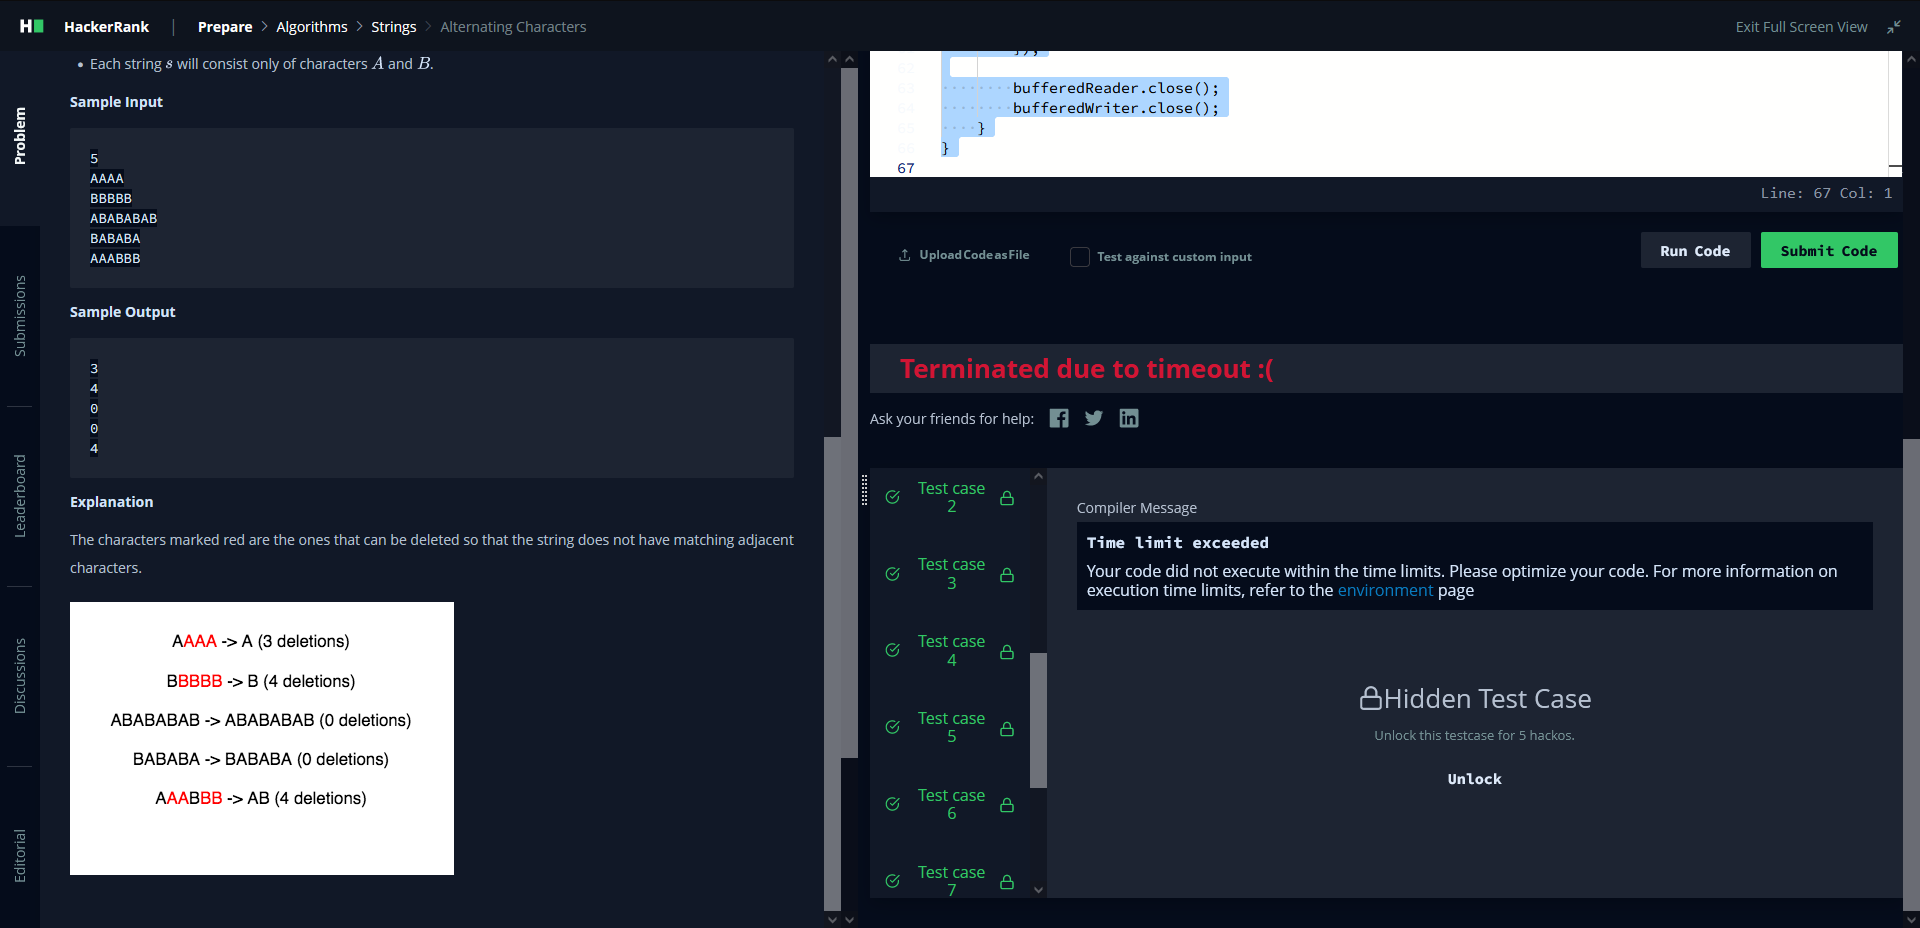 HackerRank | Prepare > Algorithms > Strings > Alternating Characters
Exit Full Screen View
Problem
Submissions
Leaderboard
Discussions
Editorial
• Each string s will consist only of characters A and B.
Sample Input
5
AAAA
BBBBB
ABABABAB
BABABA
AAABBB
Sample Output
3
4
0
0
4
Explanation
The characters marked red are the ones that can be deleted so that the string does not have matching adjacent
characters.
AAAA -> A (3 deletions)
BBBBB -> B (4 deletions)
ABABABAB -> ABABABAB (0 deletions)
BABABA -> BABABA (0 deletions)
AAABBB -> AB (4 deletions)
});
62
63 bufferedReader.close();
64 bufferedWriter.close();
65 }
66 }
67
Line: 67 Col: 1
Upload Code as File
Test against custom input
Run Code
Submit Code
Terminated due to timeout :(
Ask your friends for help:
Test case
2
Test case
3
Test case
4
Test case
5
Test case
6
Test case
7
Compiler Message
Time limit exceeded
Your code did not execute within the time limits. Please optimize your code. For more information on
execution time limits, refer to the environment page
Hidden Test Case
Unlock this testcase for 5 hackos.
Unlock